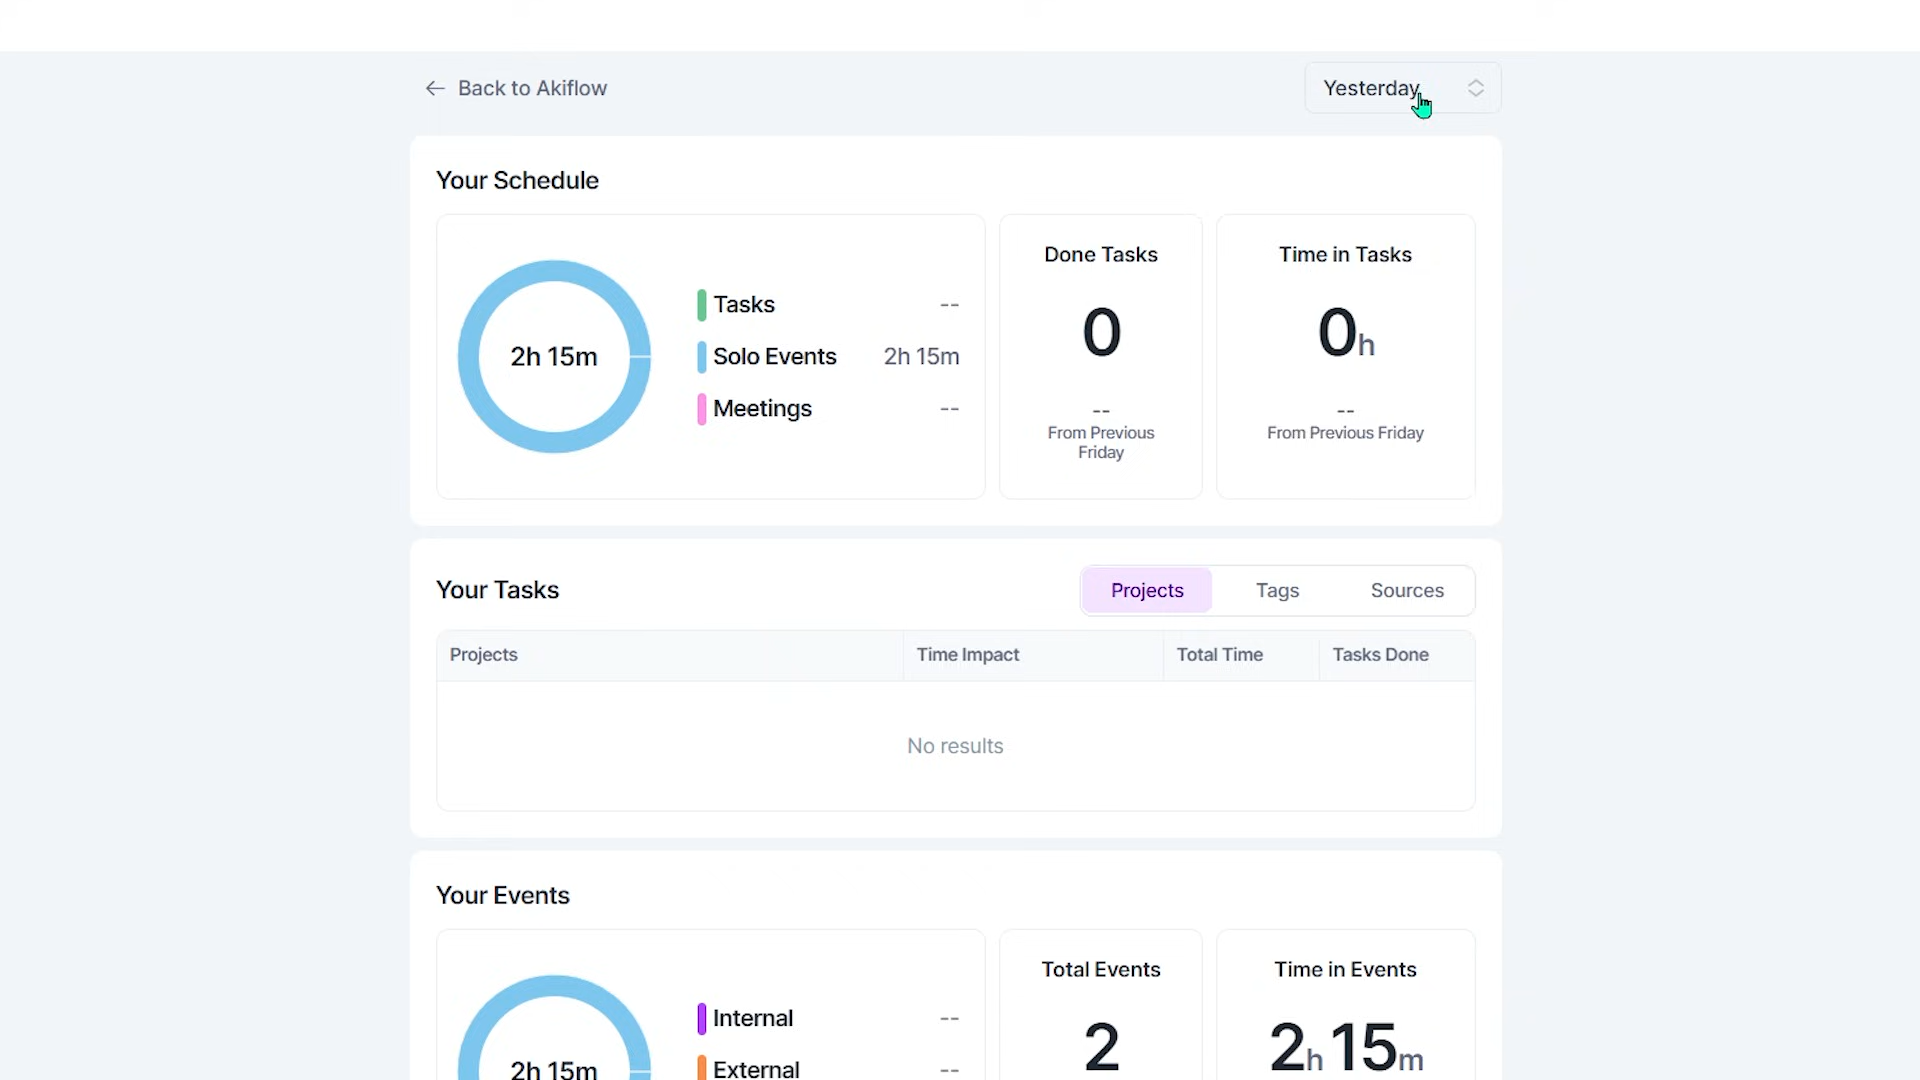 Back to Akiflow
Yesterday
Your Schedule
2h 15m
Tasks --
Solo Events 2h 15m
Meetings --
Done Tasks
0
--
From Previous
Friday
Time in Tasks
0h
--
From Previous Friday
Your Tasks
Projects Tags Sources
Projects Time Impact Total Time Tasks Done
No results
Your Events
2h 15m
Internal --
External --
Total Events
2
Time in Events
2h 15m